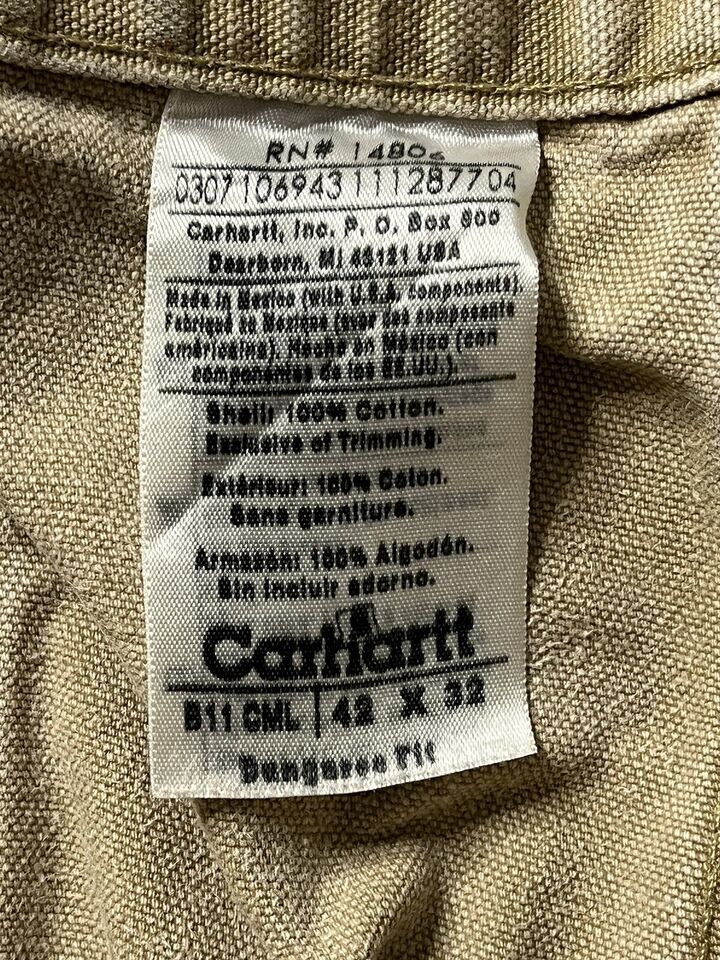 RN# 14806
0307106943111287704
Carhartt, Inc. P. O. Box 600
Dearborn, MI 48121 USA
Made in Mexico (with U.S.A. components).
Fabriqué au Mexique (avec des composants
américains). Hecho en México (con
componentes de los EE.UU.).
Shell: 100% Cotton.
Exclusive of Trimming.
Extérieur: 100% Coton.
Sans garniture.
Armazón: 100% Algodón.
Sin incluir adorno.
Carhartt
B11 CML | 42 X 32
Dungaree Fit